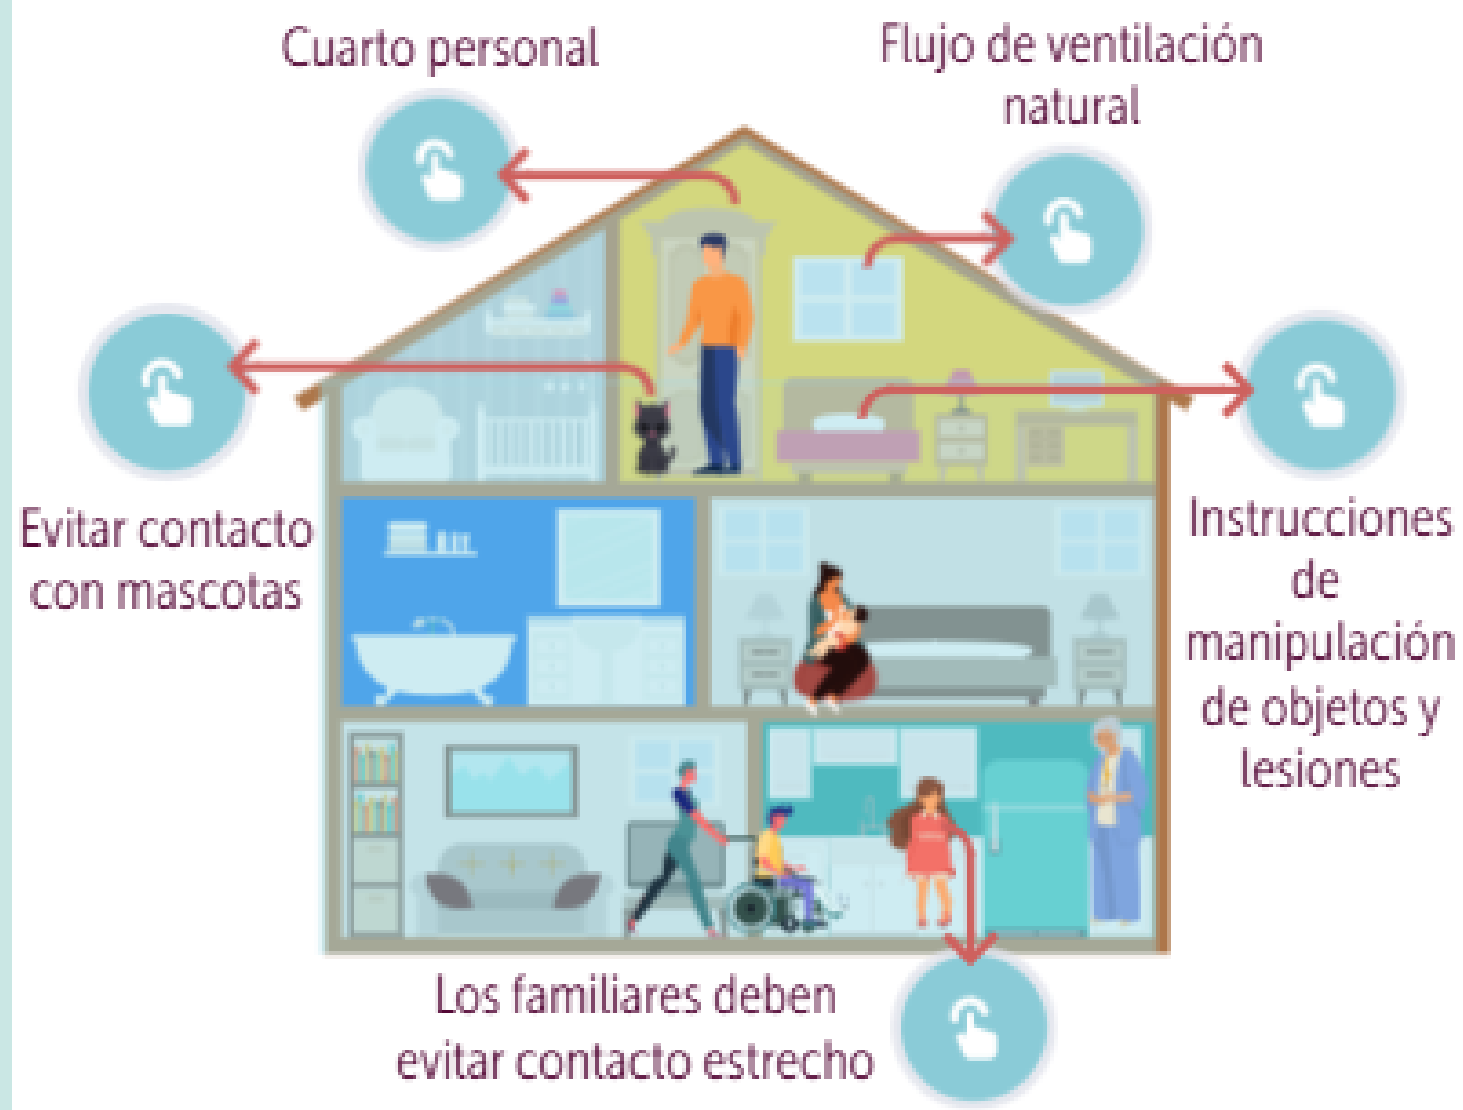 Cuarto personal
Flujo de ventilación
natural
Evitar contacto
con mascotas
Instrucciones
de
manipulación
de objetos y
lesiones
Los familiares deben
evitar contacto estrecho